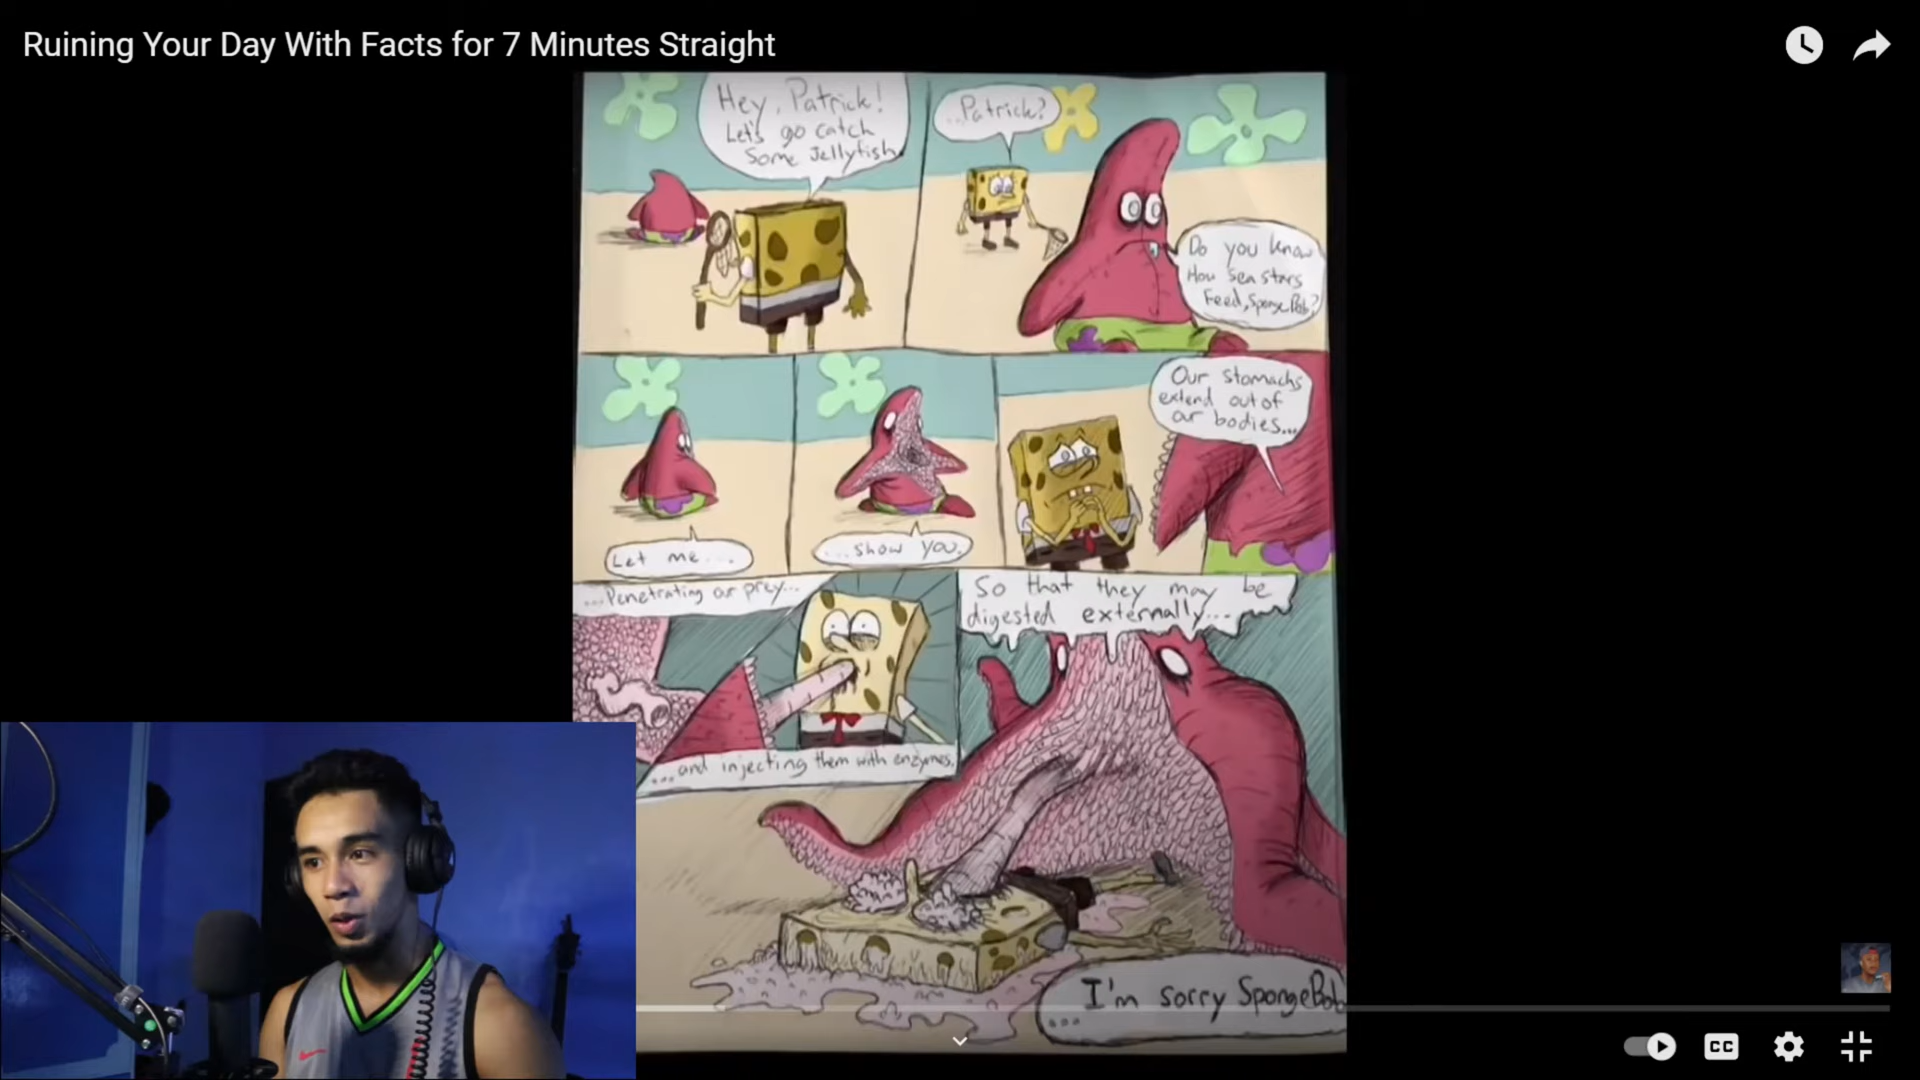 Ruining Your Day With Facts for 7 Minutes Straight
Hey, Patrick!
Let's go catch
Some Jellyfish.
...Patrick?
Do you know
How sea stars
Feed, SpongeBob?
Let me...
...show you.
Our stomachs
extend out of
our bodies...
...Penetrating our prey...
...and injecting them with enzymes.
So that they may be
digested externally...
I'm sorry SpongeBob
...
CC